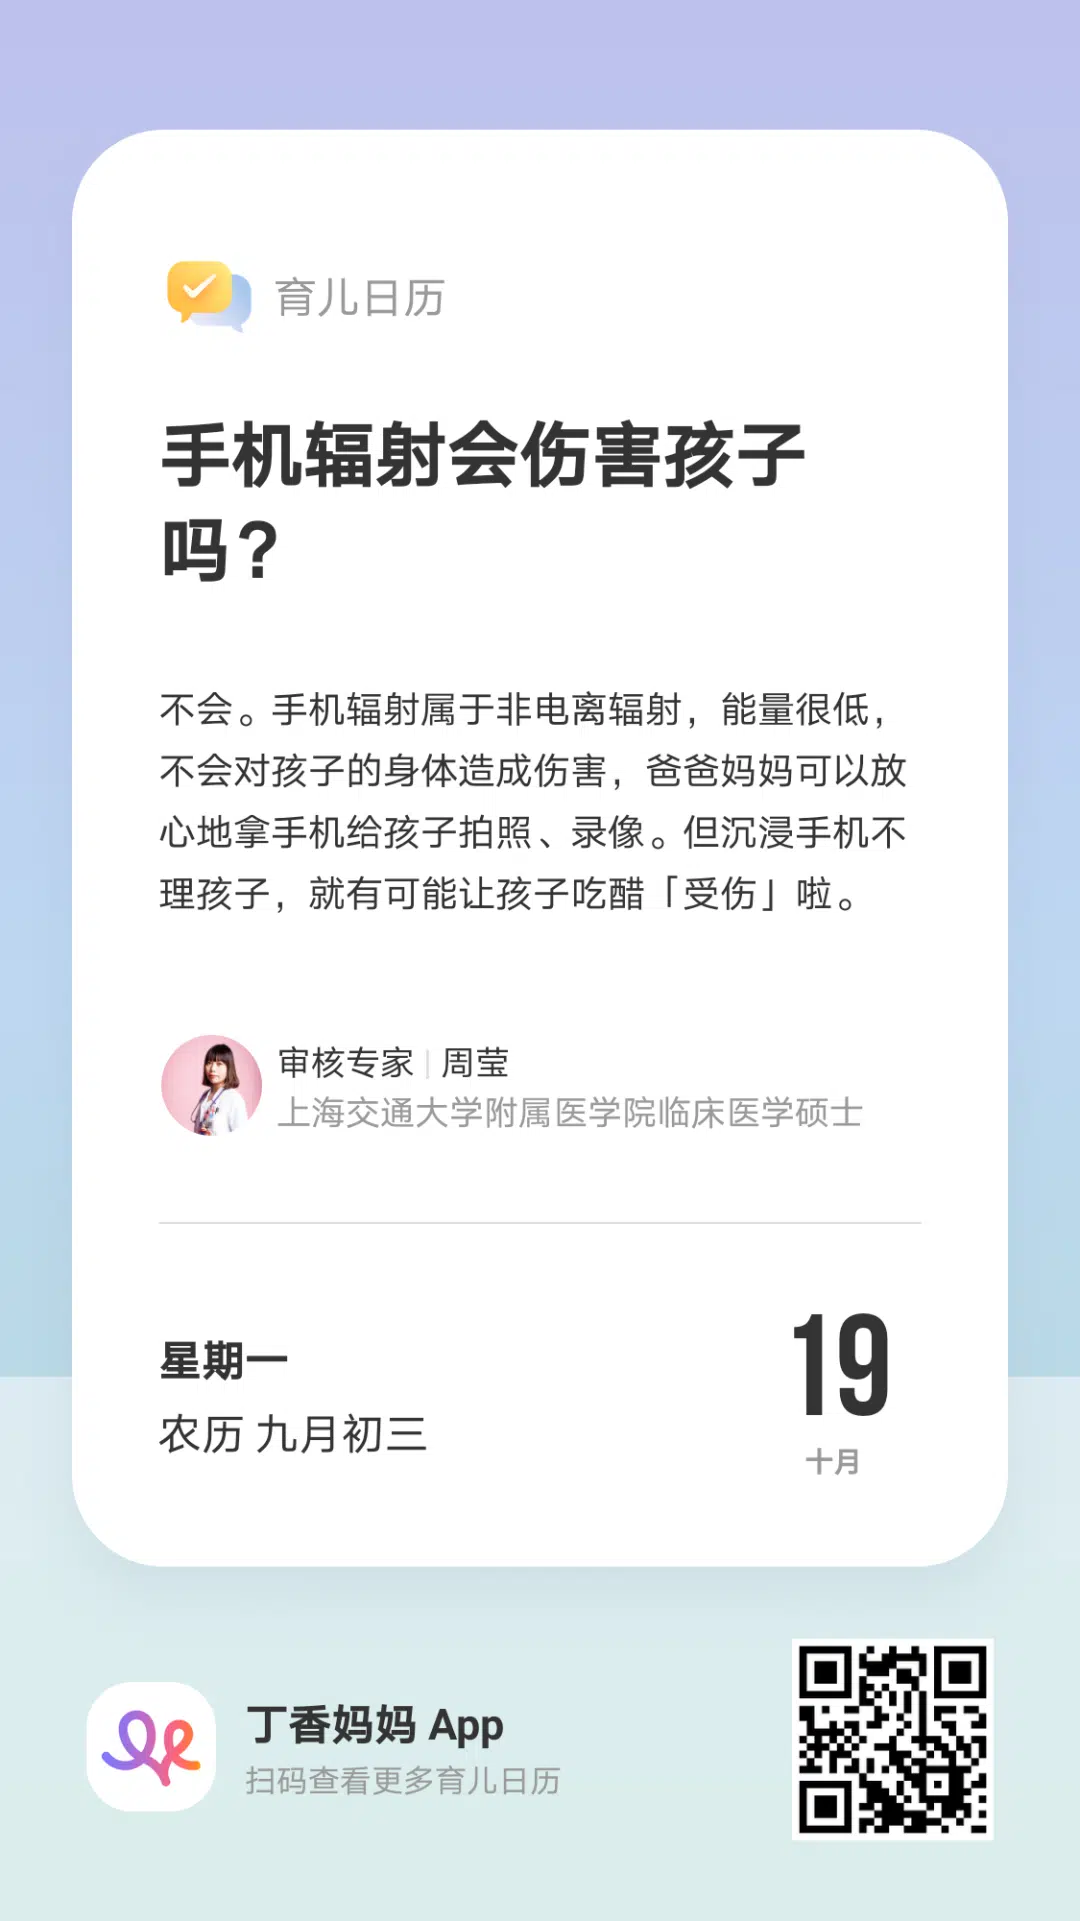 育儿日历
手机辐射会伤害孩子
吗？
不会。手机辐射属于非电离辐射，能量很低，
不会对孩子的身体造成伤害，爸爸妈妈可以放
心地拿手机给孩子拍照、录像。但沉浸手机不
理孩子，就有可能让孩子吃醋「受伤」啦。
审核专家 | 周莹
上海交通大学附属医学院临床医学硕士
星期一
农历 九月初三
19
十月
丁香妈妈 App
扫码查看更多育儿日历